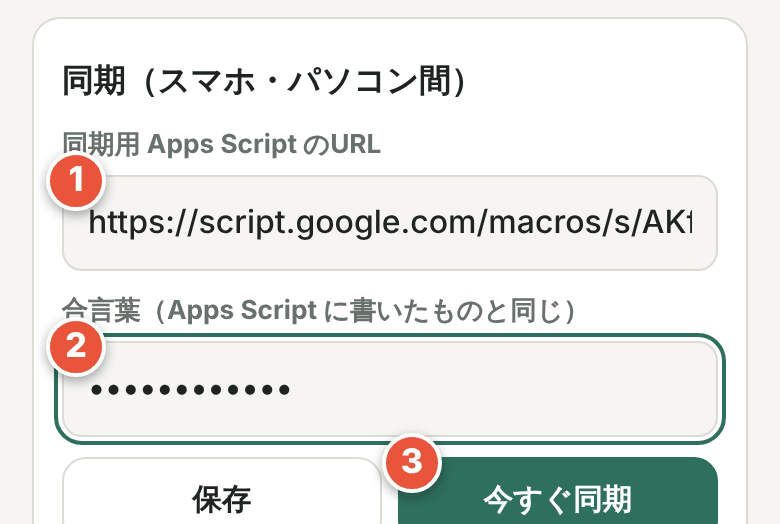 同期（スマホ・パソコン間）
同期用 Apps Script のURL
1
https://script.google.com/macros/s/AKf
合言葉（Apps Script に書いたものと同じ）
2
••••••••••••
3
保存
今すぐ同期